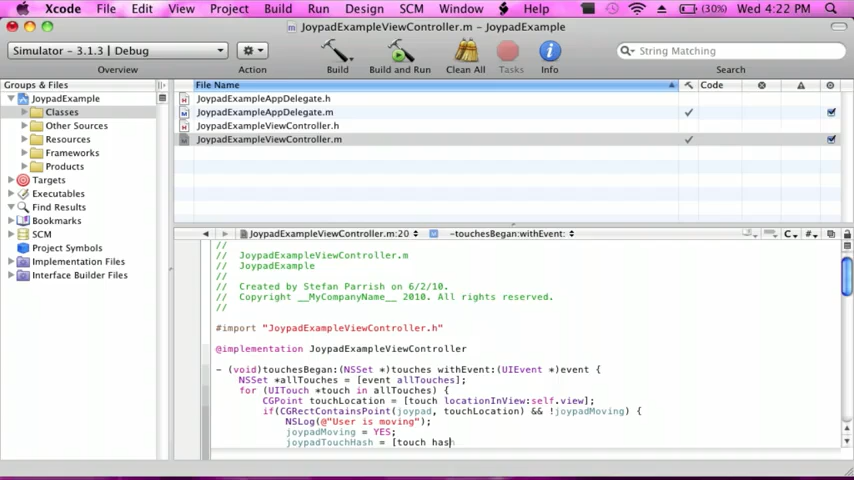 Xcode File Edit View Project Build Run Design SCM Window Help (30%) Wed 4:22 PM
JoypadExampleViewController.m – JoypadExample
Simulator - 3.1.3 | Debug
String Matching
Overview Action Build Build and Run Clean All Tasks Info Search
Groups & Files
File Name Code
JoypadExample
Classes
Other Sources
Resources
Frameworks
Products
Targets
Executables
Find Results
Bookmarks
SCM
Project Symbols
Implementation Files
Interface Builder Files
JoypadExampleAppDelegate.h
JoypadExampleAppDelegate.m
JoypadExampleViewController.h
JoypadExampleViewController.m
JoypadExampleViewController.m:20 -touchesBegan:withEvent: C #
//
// JoypadExampleViewController.m
// JoypadExample
//
// Created by Stefan Parrish on 6/2/10.
// Copyright __MyCompanyName__ 2010. All rights reserved.
//
#import "JoypadExampleViewController.h"
@implementation JoypadExampleViewController
- (void)touchesBegan:(NSSet *)touches withEvent:(UIEvent *)event {
NSSet *allTouches = [event allTouches];
for (UITouch *touch in allTouches) {
CGPoint touchLocation = [touch locationInView:self.view];
if(CGRectContainsPoint(joypad, touchLocation) && !joypadMoving) {
NSLog(@"User is moving");
joypadMoving = YES;
joypadTouchHash = [touch has